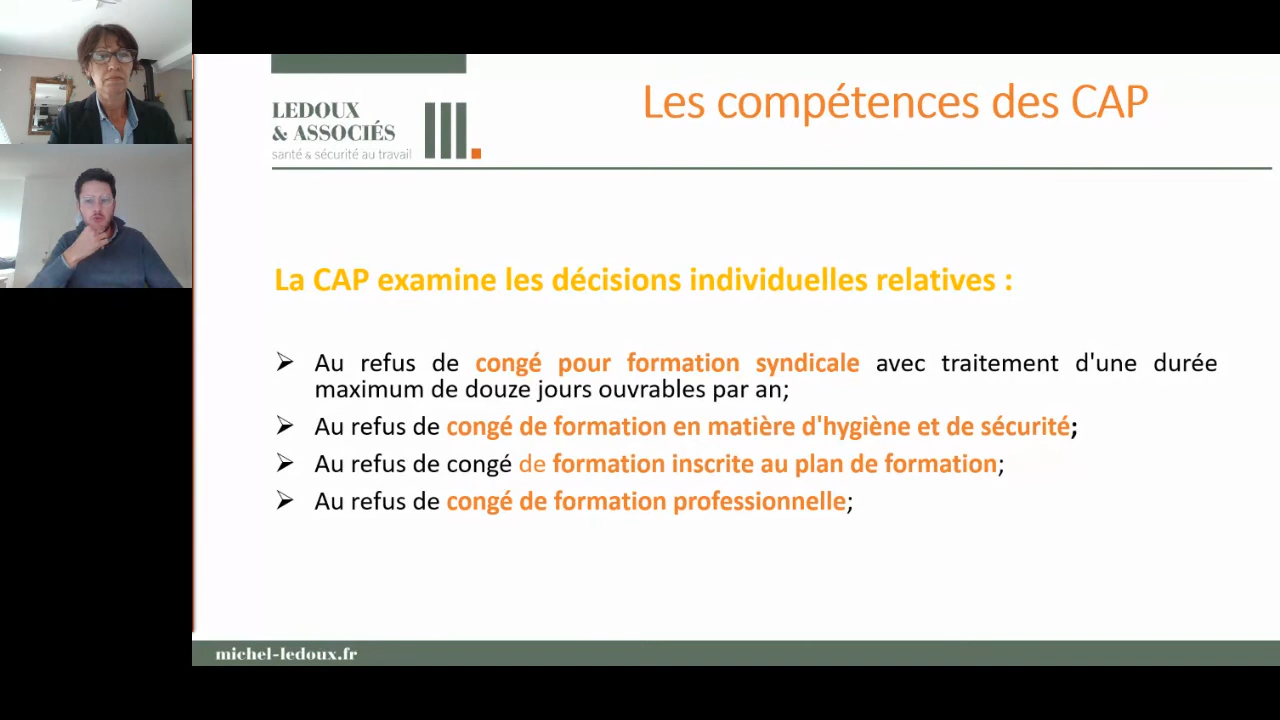 LEDOUX
& ASSOCIÉS
santé & sécurité au travail
Les compétences des CAP
La CAP examine les décisions individuelles relatives :
➢ Au refus de congé pour formation syndicale avec traitement d'une durée
maximum de douze jours ouvrables par an;
➢ Au refus de congé de formation en matière d'hygiène et de sécurité;
➢ Au refus de congé de formation inscrite au plan de formation;
➢ Au refus de congé de formation professionnelle;
michel-ledoux.fr